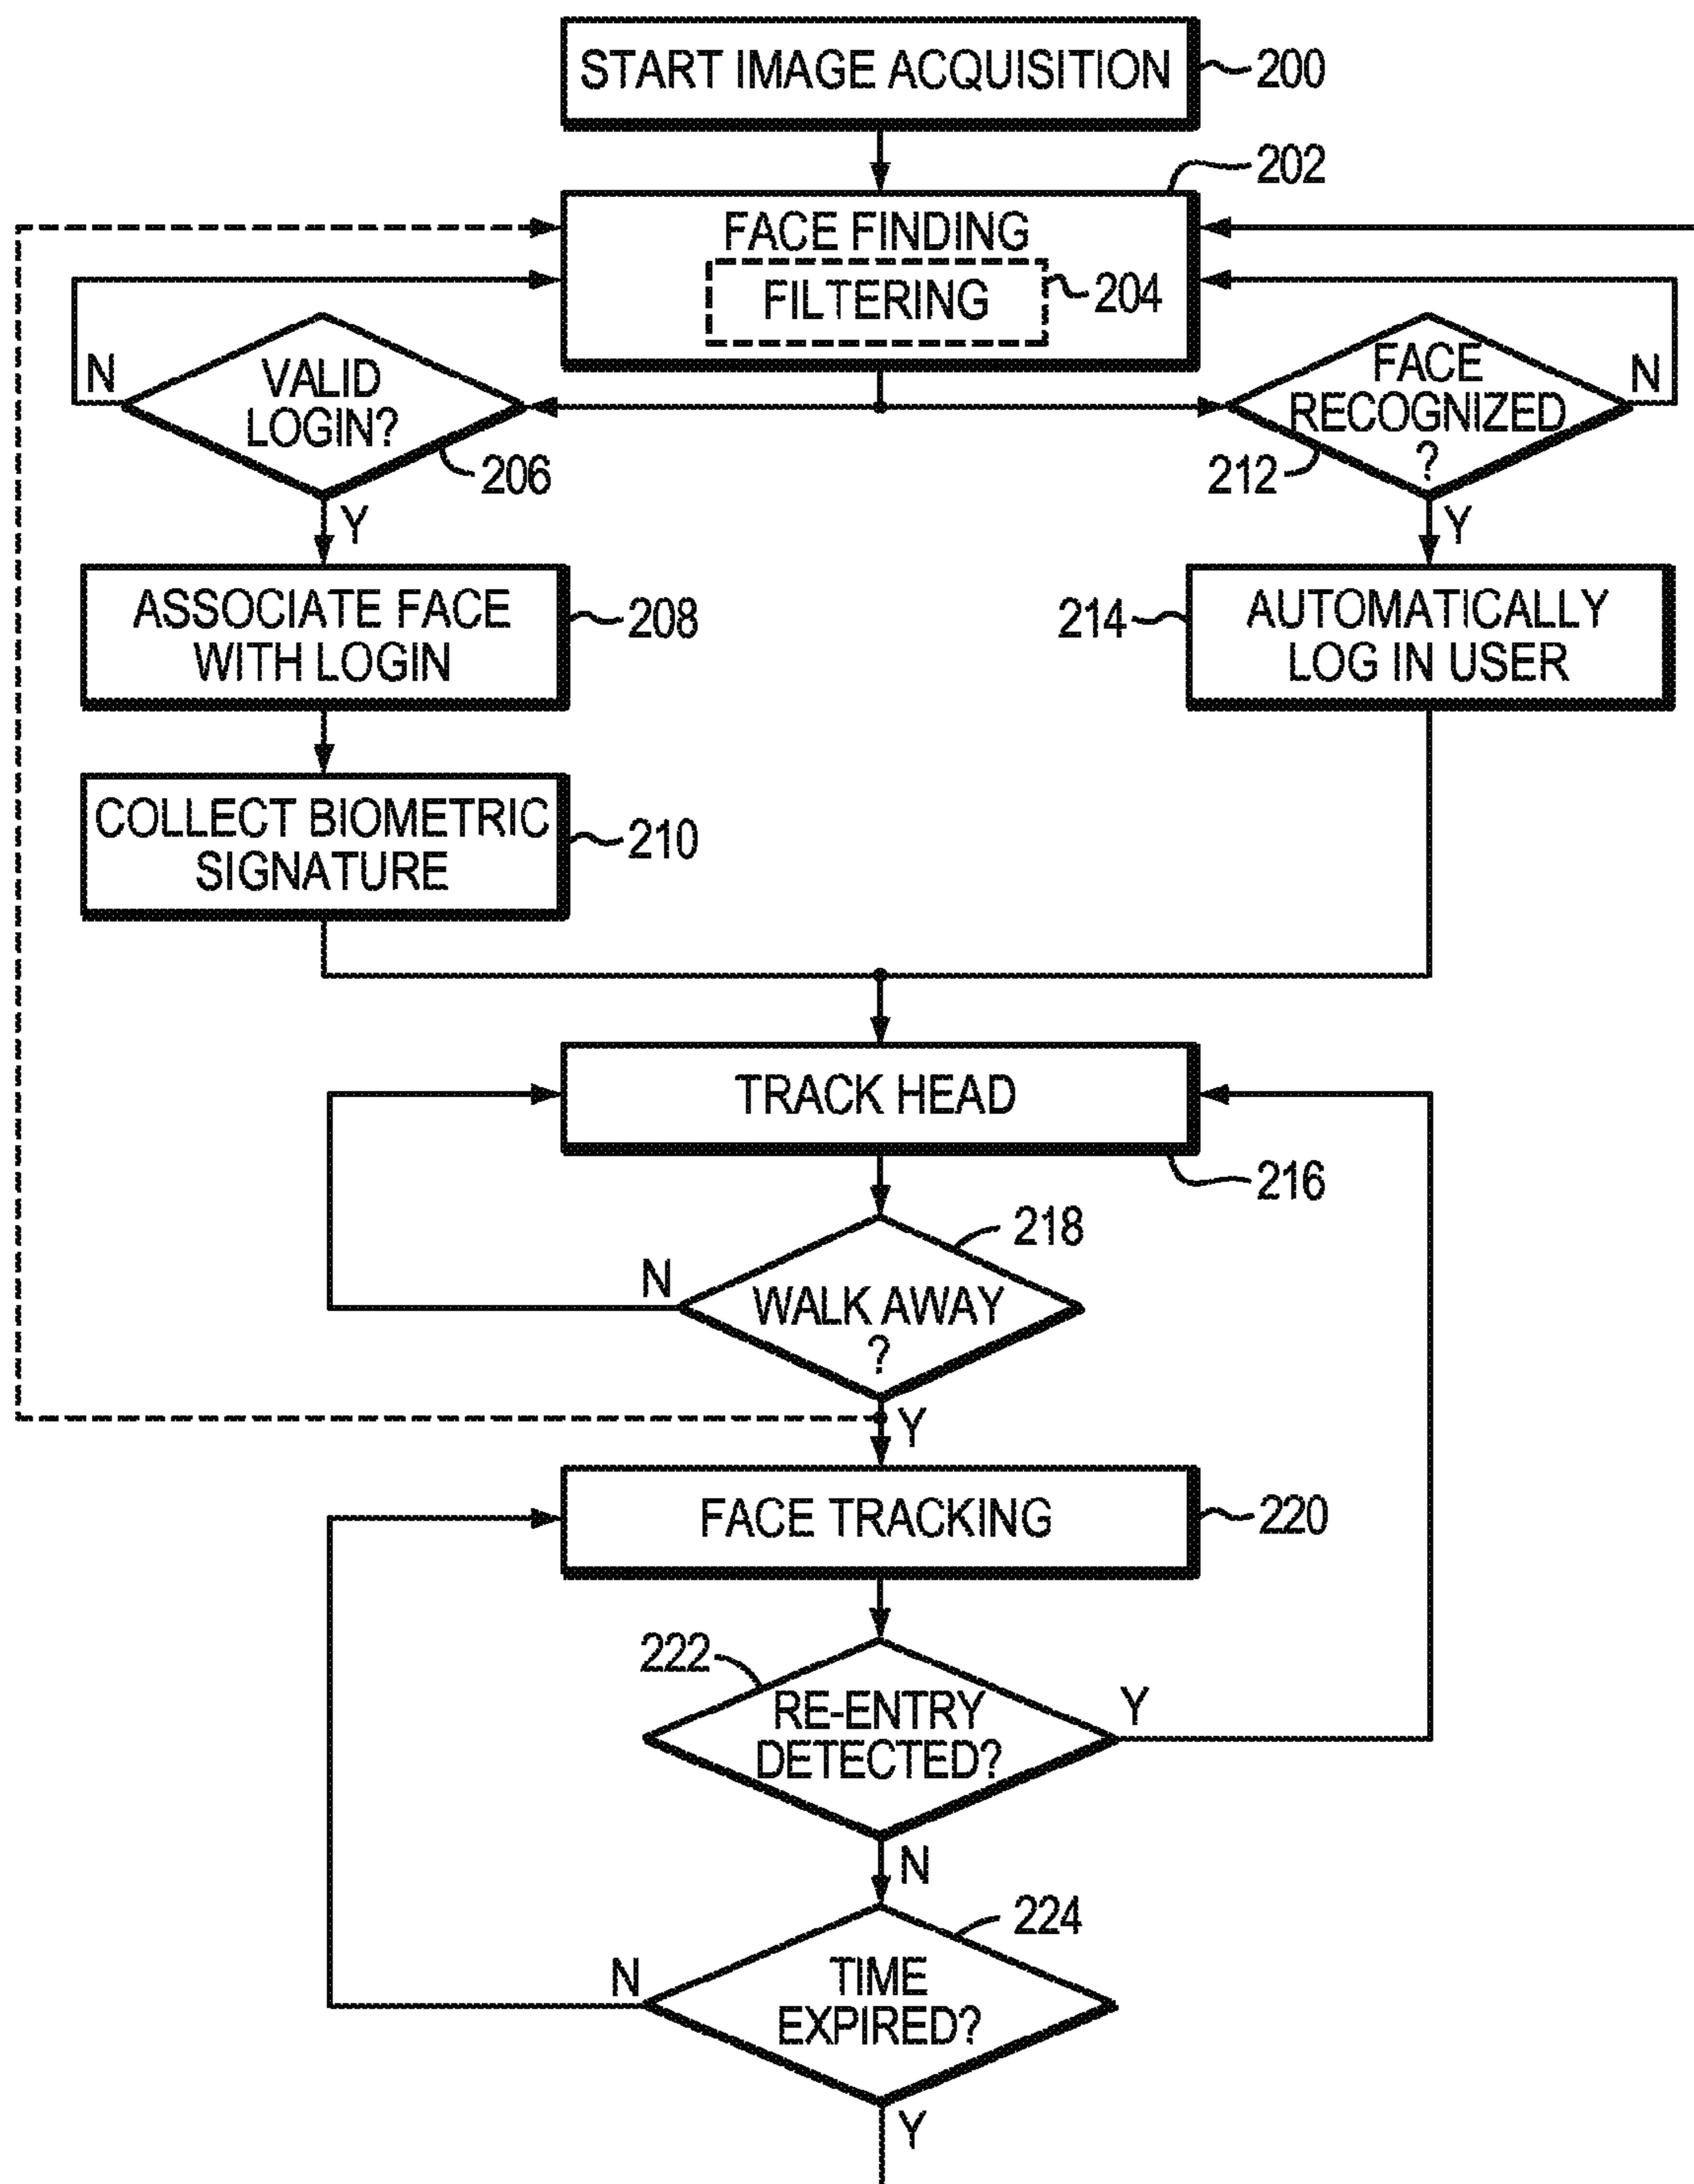 START IMAGE ACQUISITION
200
202
FACE FINDING
FILTERING
204
N
VALID
LOGIN?
206
FACE
RECOGNIZED
?
N
212
Y
Y
ASSOCIATE FACE
WITH LOGIN
208
214
AUTOMATICALLY
LOG IN USER
COLLECT BIOMETRIC
SIGNATURE
210
TRACK HEAD
216
218
N
WALK AWAY
?
Y
FACE TRACKING
220
222
RE-ENTRY
DETECTED?
Y
N
224
N
TIME
EXPIRED?
Y